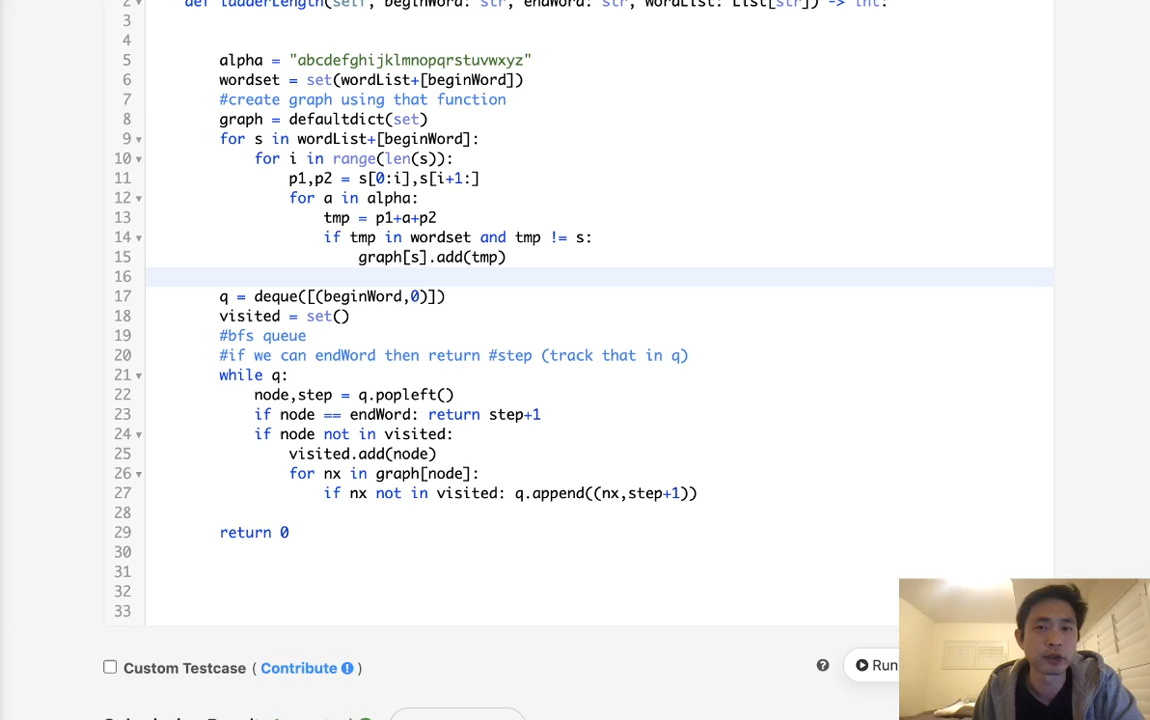 2 def ladderLength(self, beginWord: str, endWord: str, wordList: List[str]) -> int:
3
4
5 alpha = "abcdefghijklmnopqrstuvwxyz"
6 wordset = set(wordList+[beginWord])
7 #create graph using that function
8 graph = defaultdict(set)
9 for s in wordList+[beginWord]:
10 for i in range(len(s)):
11 p1,p2 = s[0:i],s[i+1:]
12 for a in alpha:
13 tmp = p1+a+p2
14 if tmp in wordset and tmp != s:
15 graph[s].add(tmp)
16
17 q = deque([(beginWord,0)])
18 visited = set()
19 #bfs queue
20 #if we can endWord then return #step (track that in q)
21 while q:
22 node,step = q.popleft()
23 if node == endWord: return step+1
24 if node not in visited:
25 visited.add(node)
26 for nx in graph[node]:
27 if nx not in visited: q.append((nx,step+1))
28
29 return 0
30
31
32
33
Custom Testcase ( Contribute ! ) ? Run